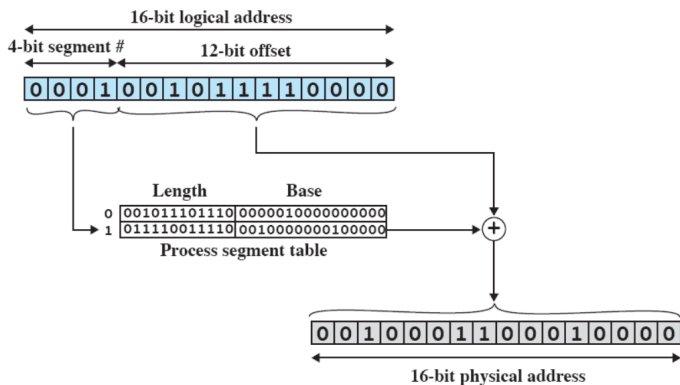 16-bit logical address
4-bit segment # 12-bit offset
0 0 0 1 0 0 1 0 1 1 1 1 0 0 0 0
Length Base
0 001011101110 0000010000000000
1 011110011110 0010000000100000
+
Process segment table
0 0 1 0 0 0 1 1 0 0 0 1 0 0 0 0
16-bit physical address